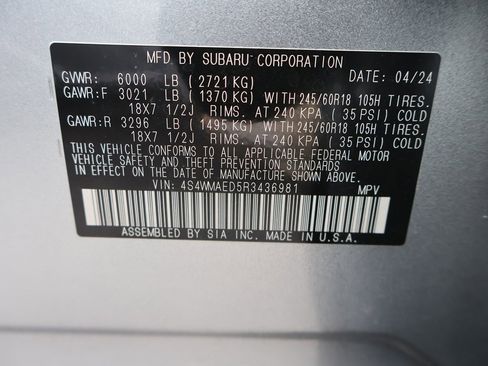 MFD. BY SUBARU CORPORATION
GVWR: 6000 LB (2721 KG) DATE: 04/24
GAWR:F 3021 LB (1370 KG) WITH 245/60R18 105H TIRES.
18X7 1/2J RIMS. AT 240 KPA (35 PSI) COLD
GAWR:R 3296 LB (1495 KG) WITH 245/60R18 105H TIRES.
18X7 1/2J RIMS. AT 240 KPA (35 PSI) COLD
THIS VEHICLE CONFORMS TO ALL APPLICABLE FEDERAL MOTOR
VEHICLE SAFETY AND THEFT PREVENTION STANDARDS IN EFFECT
ON THE DATE OF MANUFACTURE SHOWN ABOVE.
VIN: 4S4WMAED5R3436981 MPV
ASSEMBLED BY SIA INC. MADE IN U.S.A.